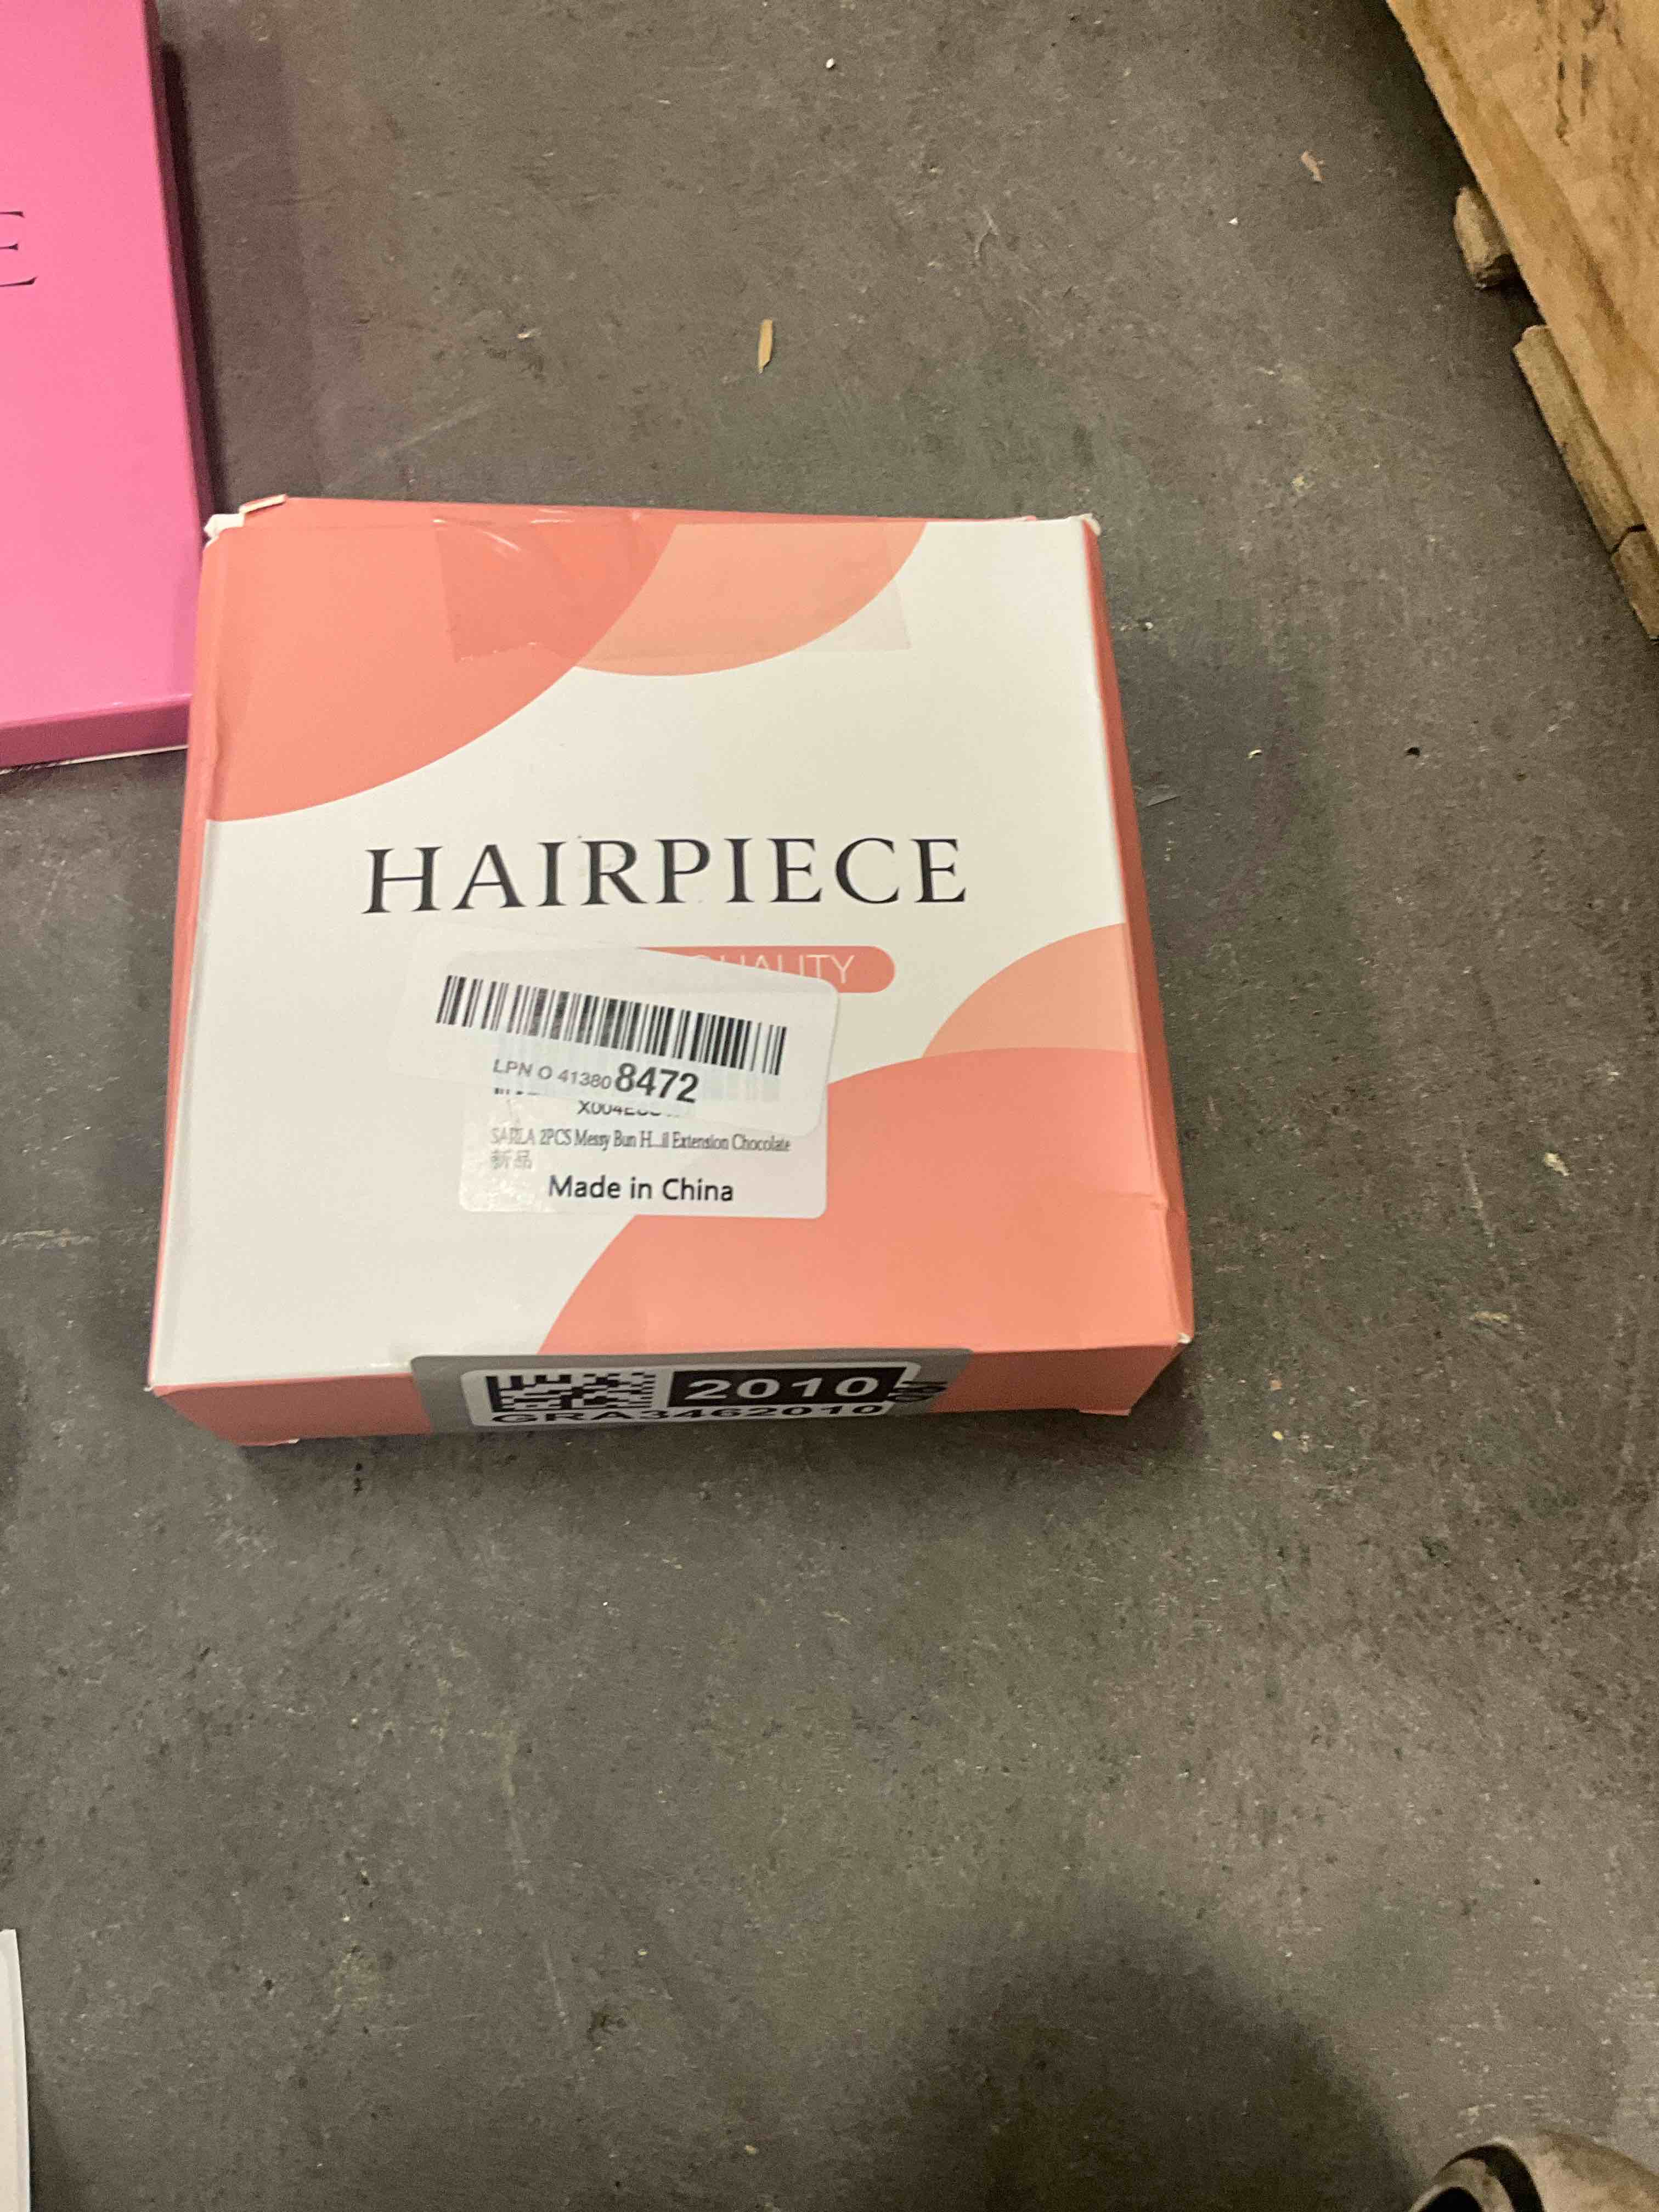 E
HAIRPIECE
QUALITY
LPN O 41380 8472
SARLA 2PCS Messy Bun H...il Extension Chocolate
新品
Made in China
2010
GRA3462010